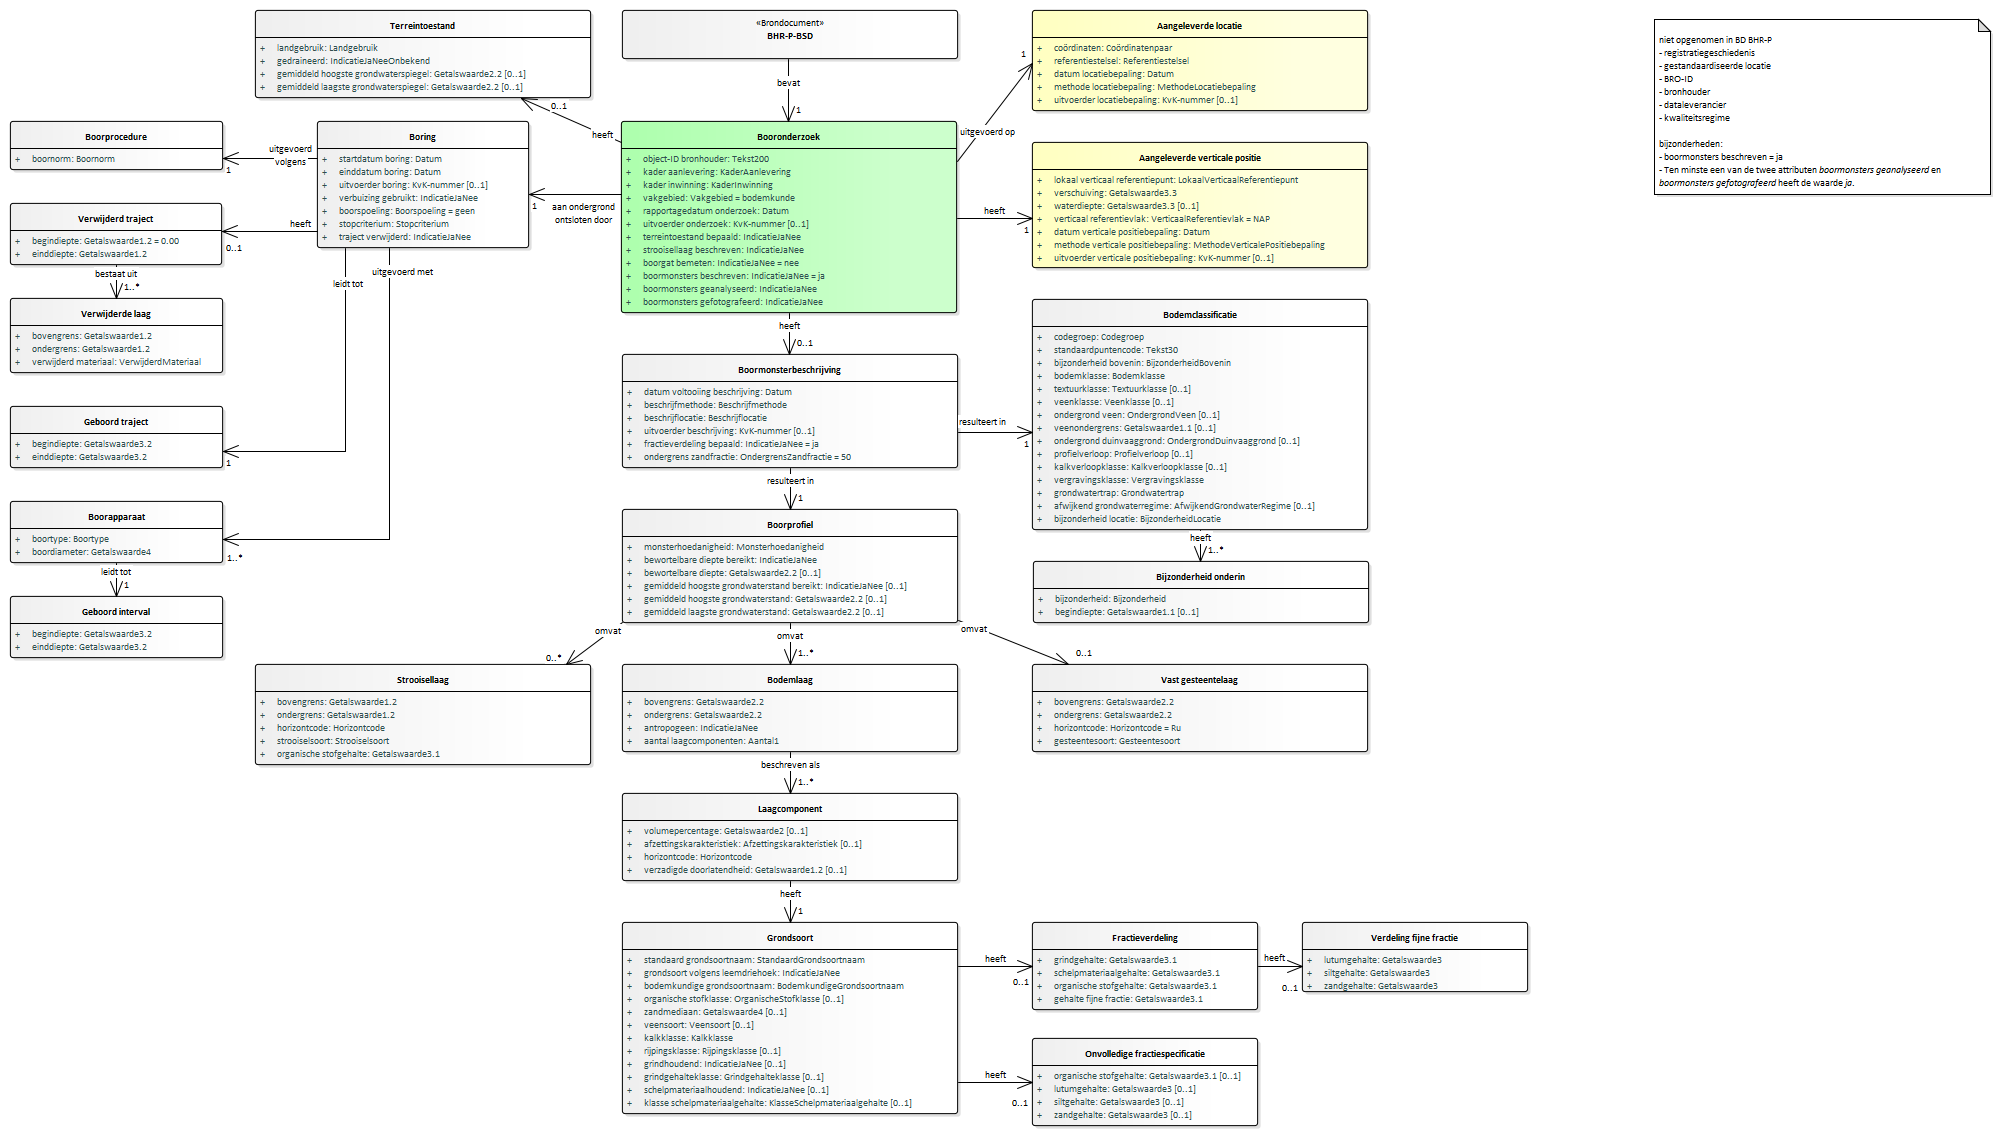 Terreintoestand
+ landgebruik: Landgebruik
+ gedraineerd: IndicatieJaNeeOnbekend
+ gemiddeld hoogste grondwaterspiegel: Getalswaarde2.2 [0..1]
+ gemiddeld laagste grondwaterspiegel: Getalswaarde2.2 [0..1]
«Brondocument»
BHR-P-BSD
bevat
1
Aangeleverde locatie
+ coördinaten: Coördinatenpaar
+ referentiestelsel: Referentiestelsel
+ datum locatiebepaling: Datum
+ methode locatiebepaling: MethodeLocatiebepaling
+ uitvoerder locatiebepaling: KvK-nummer [0..1]
1
uitgevoerd op
niet opgenomen in BD BHR-P
- registratiegeschiedenis
- gestandaardiseerde locatie
- BRO-ID
- bronhouder
- dataleverancier
- kwaliteitsregime
bijzonderheden:
- boormonsters beschreven = ja
- Ten minste een van de twee attributen boormonsters geanalyseerd en
boormonsters gefotografeerd heeft de waarde ja.
0..1
heeft
Boorprocedure
+ boornorm: Boornorm
uitgevoerd
volgens
1
Boring
+ startdatum boring: Datum
+ einddatum boring: Datum
+ uitvoerder boring: KvK-nummer [0..1]
+ verbuizing gebruikt: IndicatieJaNee
+ boorspoeling: Boorspoeling = geen
+ stopcriterium: Stopcriterium
+ traject verwijderd: IndicatieJaNee
1
aan ondergrond
ontsloten door
Booronderzoek
+ object-ID bronhouder: Tekst200
+ kader aanlevering: KaderAanlevering
+ kader inwinning: KaderInwinning
+ vakgebied: Vakgebied = bodemkunde
+ rapportagedatum onderzoek: Datum
+ uitvoerder onderzoek: KvK-nummer [0..1]
+ terreintoestand bepaald: IndicatieJaNee
+ strooisellaag beschreven: IndicatieJaNee
+ boorgat bemeten: IndicatieJaNee = nee
+ boormonsters beschreven: IndicatieJaNee = ja
+ boormonsters geanalyseerd: IndicatieJaNee
+ boormonsters gefotografeerd: IndicatieJaNee
heeft
1
Aangeleverde verticale positie
+ lokaal verticaal referentiepunt: LokaalVerticaalReferentiepunt
+ verschuiving: Getalswaarde3.3
+ waterdiepte: Getalswaarde3.3 [0..1]
+ verticaal referentievlak: VerticaalReferentievlak = NAP
+ datum verticale positiebepaling: Datum
+ methode verticale positiebepaling: MethodeVerticalePositiebepaling
+ uitvoerder verticale positiebepaling: KvK-nummer [0..1]
Verwijderd traject
+ begindiepte: Getalswaarde1.2 = 0.00
+ einddiepte: Getalswaarde1.2
heeft
0..1
bestaat uit
1..*
Verwijderde laag
+ bovengrens: Getalswaarde1.2
+ ondergrens: Getalswaarde1.2
+ verwijderd materiaal: VerwijderdMateriaal
uitgevoerd met
leidt tot
Geboord traject
+ begindiepte: Getalswaarde3.2
+ einddiepte: Getalswaarde3.2
1
Boorapparaat
+ boortype: Boortype
+ boordiameter: Getalswaarde4
1..*
leidt tot
1
Geboord interval
+ begindiepte: Getalswaarde3.2
+ einddiepte: Getalswaarde3.2
heeft
0..1
Boormonsterbeschrijving
+ datum voltooiing beschrijving: Datum
+ beschrijfmethode: Beschrijfmethode
+ beschrijflocatie: Beschrijflocatie
+ uitvoerder beschrijving: KvK-nummer [0..1]
+ fractieverdeling bepaald: IndicatieJaNee = ja
+ ondergrens zandfractie: OndergrensZandfractie = 50
resulteert in
1
Bodemclassificatie
+ codegroep: Codegroep
+ standaardpuntencode: Tekst30
+ bijzonderheid bovenin: BijzonderheidBovenin
+ bodemklasse: Bodemklasse
+ textuurklasse: Textuurklasse [0..1]
+ veenklasse: Veenklasse [0..1]
+ ondergrond veen: OndergrondVeen [0..1]
+ veenondergrens: Getalswaarde1.1 [0..1]
+ ondergrond duinvaaggrond: OndergrondDuinvaaggrond [0..1]
+ profielverloop: Profielverloop [0..1]
+ kalkverloopklasse: Kalkverloopklasse [0..1]
+ vergravingsklasse: Vergravingsklasse
+ grondwatertrap: Grondwatertrap
+ afwijkend grondwaterregime: AfwijkendGrondwaterRegime [0..1]
+ bijzonderheid locatie: BijzonderheidLocatie
heeft
1..*
Bijzonderheid onderin
+ bijzonderheid: Bijzonderheid
+ begindiepte: Getalswaarde1.1 [0..1]
resulteert in
1
Boorprofiel
+ monsterhoedanigheid: Monsterhoedanigheid
+ bewortelbare diepte bereikt: IndicatieJaNee
+ bewortelbare diepte: Getalswaarde2.2 [0..1]
+ gemiddeld hoogste grondwaterstand bereikt: IndicatieJaNee [0..1]
+ gemiddeld hoogste grondwaterstand: Getalswaarde2.2 [0..1]
+ gemiddeld laagste grondwaterstand: Getalswaarde2.2 [0..1]
omvat
0..*
omvat
1..*
omvat
0..1
Strooisellaag
+ bovengrens: Getalswaarde1.2
+ ondergrens: Getalswaarde1.2
+ horizontcode: Horizontcode
+ strooiselsoort: Strooiselsoort
+ organische stofgehalte: Getalswaarde3.1
Bodemlaag
+ bovengrens: Getalswaarde2.2
+ ondergrens: Getalswaarde2.2
+ antropogeen: IndicatieJaNee
+ aantal laagcomponenten: Aantal1
Vast gesteentelaag
+ bovengrens: Getalswaarde2.2
+ ondergrens: Getalswaarde2.2
+ horizontcode: Horizontcode = Ru
+ gesteentesoort: Gesteentesoort
beschreven als
1..*
Laagcomponent
+ volumepercentage: Getalswaarde2 [0..1]
+ afzettingskarakteristiek: Afzettingskarakteristiek [0..1]
+ horizontcode: Horizontcode
+ verzadigde doorlatendheid: Getalswaarde1.2 [0..1]
heeft
1
Grondsoort
+ standaard grondsoortnaam: StandaardGrondsoortnaam
+ grondsoort volgens leemdriehoek: IndicatieJaNee
+ bodemkundige grondsoortnaam: BodemkundigeGrondsoortnaam
+ organische stofklasse: OrganischeStofklasse [0..1]
+ zandmediaan: Getalswaarde4 [0..1]
+ veensoort: Veensoort [0..1]
+ kalkklasse: Kalkklasse
+ rijpingsklasse: Rijpingsklasse [0..1]
+ grindhoudend: IndicatieJaNee [0..1]
+ grindgehalteklasse: Grindgehalteklasse [0..1]
+ schelpmateriaalhoudend: IndicatieJaNee [0..1]
+ klasse schelpmateriaalgehalte: KlasseSchelpmateriaalgehalte [0..1]
heeft
0..1
Fractieverdeling
+ grindgehalte: Getalswaarde3.1
+ schelpmateriaalgehalte: Getalswaarde3.1
+ organische stofgehalte: Getalswaarde3.1
+ gehalte fijne fractie: Getalswaarde3.1
heeft
0..1
Verdeling fijne fractie
+ lutumgehalte: Getalswaarde3
+ siltgehalte: Getalswaarde3
+ zandgehalte: Getalswaarde3
heeft
0..1
Onvolledige fractiespecificatie
+ organische stofgehalte: Getalswaarde3.1 [0..1]
+ lutumgehalte: Getalswaarde3 [0..1]
+ siltgehalte: Getalswaarde3 [0..1]
+ zandgehalte: Getalswaarde3 [0..1]